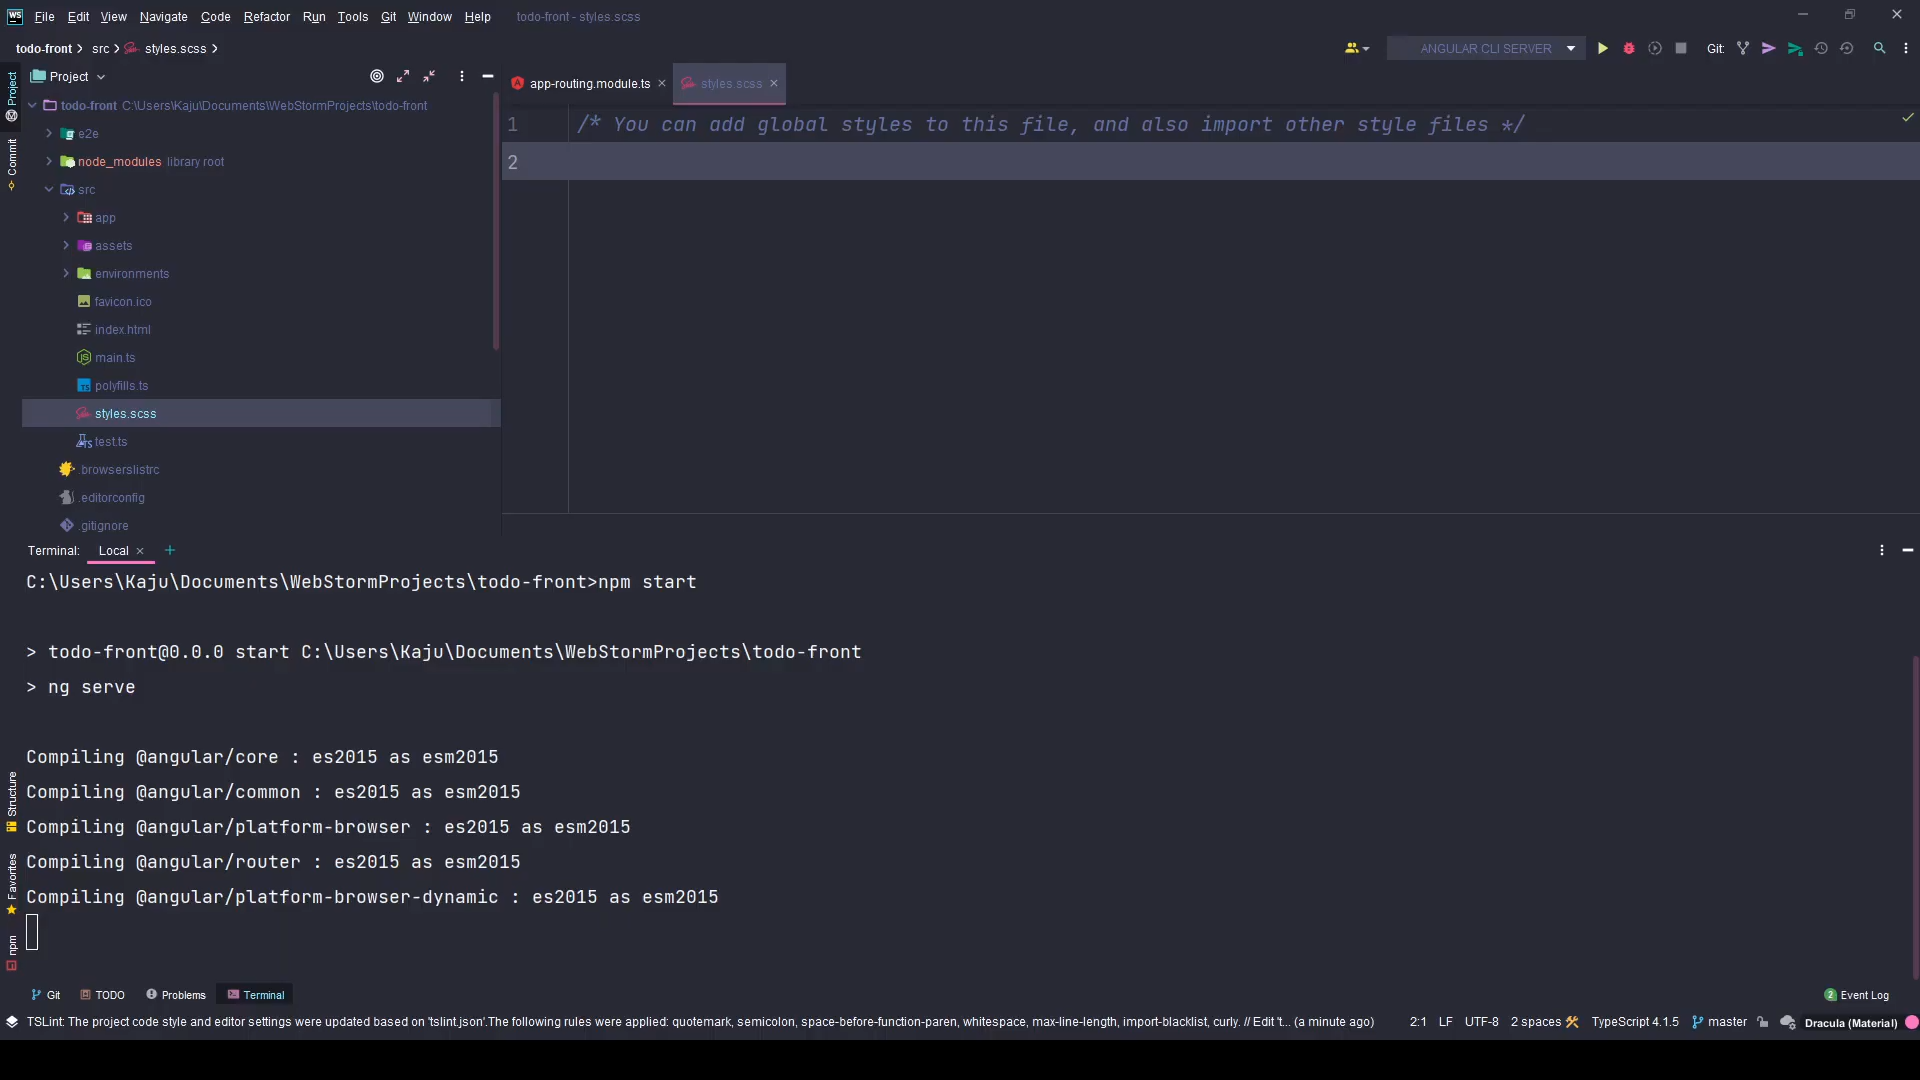 WS File Edit View Navigate Code Refactor Run Tools Git Window Help todo-front - styles.scss
todo-front src styles.scss ANGULAR CLI SERVER Git:
Project
app-routing.module.ts styles.scss
todo-front C:\Users\Kaju\Documents\WebStormProjects\todo-front
e2e
node_modules library root
src
app
assets
environments
favicon.ico
index.html
main.ts
polyfills.ts
styles.scss
test.ts
.browserslistrc
.editorconfig
.gitignore
1 /* You can add global styles to this file, and also import other style files */
2
Project
Commit
Structure
Favorites
npm
Terminal: Local +
C:\Users\Kaju\Documents\WebStormProjects\todo-front>npm start
> todo-front@0.0.0 start C:\Users\Kaju\Documents\WebStormProjects\todo-front
> ng serve
Compiling @angular/core : es2015 as esm2015
Compiling @angular/common : es2015 as esm2015
Compiling @angular/platform-browser : es2015 as esm2015
Compiling @angular/router : es2015 as esm2015
Compiling @angular/platform-browser-dynamic : es2015 as esm2015
Git TODO Problems Terminal 2 Event Log
TSLint: The project code style and editor settings were updated based on 'tslint.json'.The following rules were applied: quotemark, semicolon, space-before-function-paren, whitespace, max-line-length, import-blacklist, curly. // Edit 't... (a minute ago) 2:1 LF UTF-8 2 spaces TypeScript 4.1.5 master Dracula (Material)